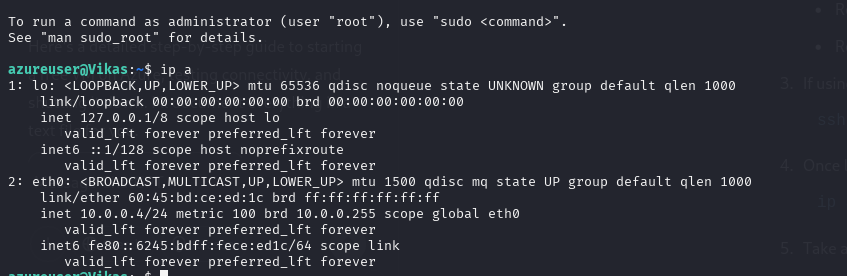 To run a command as administrator (user "root"), use "sudo <command>".
See "man sudo_root" for details.
Here's a detailed step-by-step guide to starting
azureuser@Vikas:~$ ip a
1: lo: <LOOPBACK,UP,LOWER_UP> mtu 65536 qdisc noqueue state UNKNOWN group default qlen 1000
    link/loopback 00:00:00:00:00:00 brd 00:00:00:00:00:00
    inet 127.0.0.1/8 scope host lo
       valid_lft forever preferred_lft forever
    inet6 ::1/128 scope host noprefixroute
       valid_lft forever preferred_lft forever
2: eth0: <BROADCAST,MULTICAST,UP,LOWER_UP> mtu 1500 qdisc mq state UP group default qlen 1000
    link/ether 60:45:bd:ce:ed:1c brd ff:ff:ff:ff:ff:ff
    inet 10.0.0.4/24 metric 100 brd 10.0.0.255 scope global eth0
       valid_lft forever preferred_lft forever
    inet6 fe80::6245:bdff:fece:ed1c/64 scope link
       valid_lft forever preferred_lft forever
azureuser@Vikas:~$
3. If using
ssh
4. Once
ip
5. Take